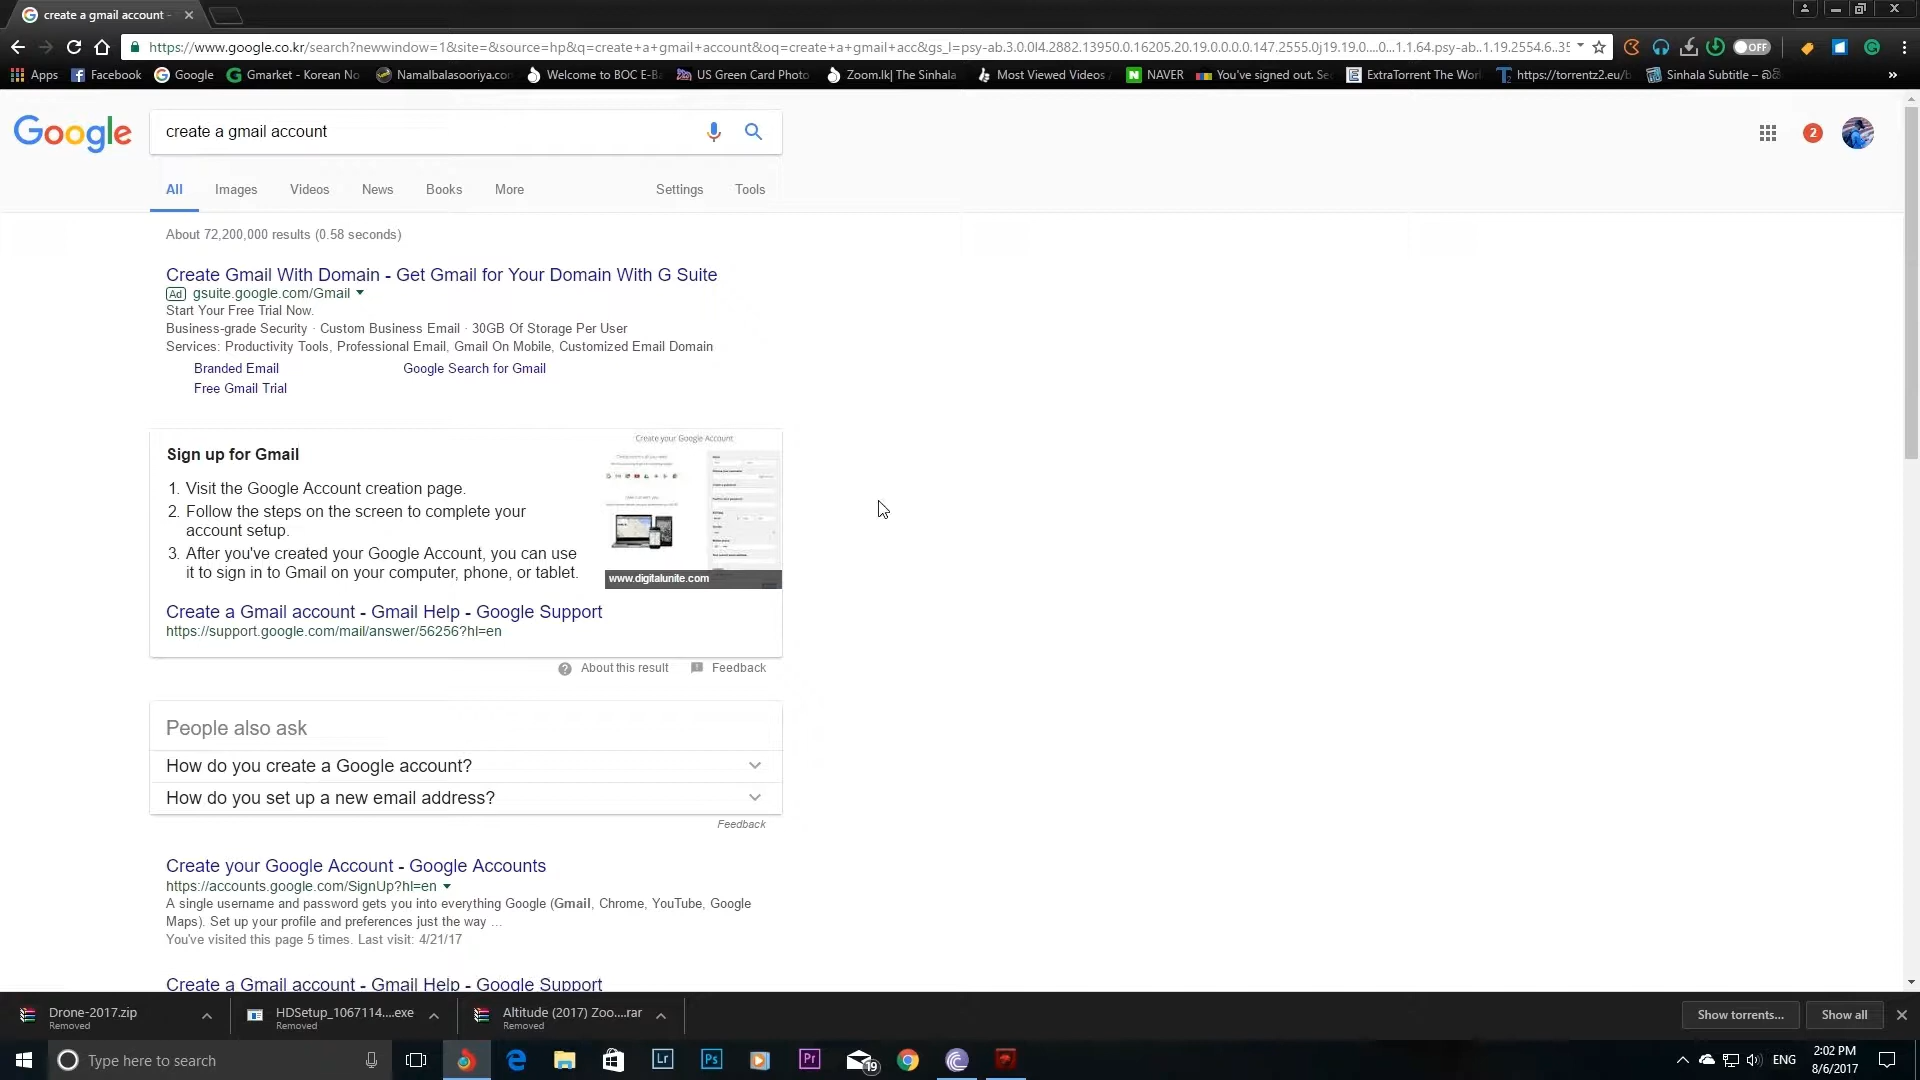 create a gmail account -
https://www.google.co.kr/search?newwindow=1&site=&source=hp&q=create+a+gmail+account&oq=create+a+gmail+acc&gs_l=psy-ab.3.0.0l4.2882.13950.0.16205.20.19.0.0.0.0.147.2555.0j19.19.0....0...1.1.64.psy-ab..1.19.2554.6..35
OFF
Apps Facebook Google Gmarket - Korean No Namalbalasooriya.com Welcome to BOC E-Ba US Green Card Photo Zoom.lk| The Sinhala Most Viewed Videos NAVER You've signed out. Se ExtraTorrent The Worl https://torrentz2.eu/ Sinhala Subtitle –
Google
create a gmail account
2
All Images Videos News Books More Settings Tools
About 72,200,000 results (0.58 seconds)
Create Gmail With Domain - Get Gmail for Your Domain With G Suite
Ad gsuite.google.com/Gmail
Start Your Free Trial Now.
Business-grade Security · Custom Business Email · 30GB Of Storage Per User
Services: Productivity Tools, Professional Email, Gmail On Mobile, Customized Email Domain
Branded Email Google Search for Gmail
Free Gmail Trial
Sign up for Gmail
1. Visit the Google Account creation page.
2. Follow the steps on the screen to complete your
account setup.
3. After you've created your Google Account, you can use
it to sign in to Gmail on your computer, phone, or tablet.
Create your Google Account
www.digitalunite.com
Create a Gmail account - Gmail Help - Google Support
https://support.google.com/mail/answer/56256?hl=en
About this result Feedback
People also ask
How do you create a Google account?
How do you set up a new email address?
Feedback
Create your Google Account - Google Accounts
https://accounts.google.com/SignUp?hl=en
A single username and password gets you into everything Google (Gmail, Chrome, YouTube, Google
Maps). Set up your profile and preferences just the way ...
You've visited this page 5 times. Last visit: 4/21/17
Create a Gmail account - Gmail Help - Google Support
Drone-2017.zip
Removed
HDSetup_1067114....exe
Removed
Altitude (2017) Zoo....rar
Removed
Show torrents...
Show all
Type here to search
Lr
Ps
Pr
19
ENG
2:02 PM
8/6/2017